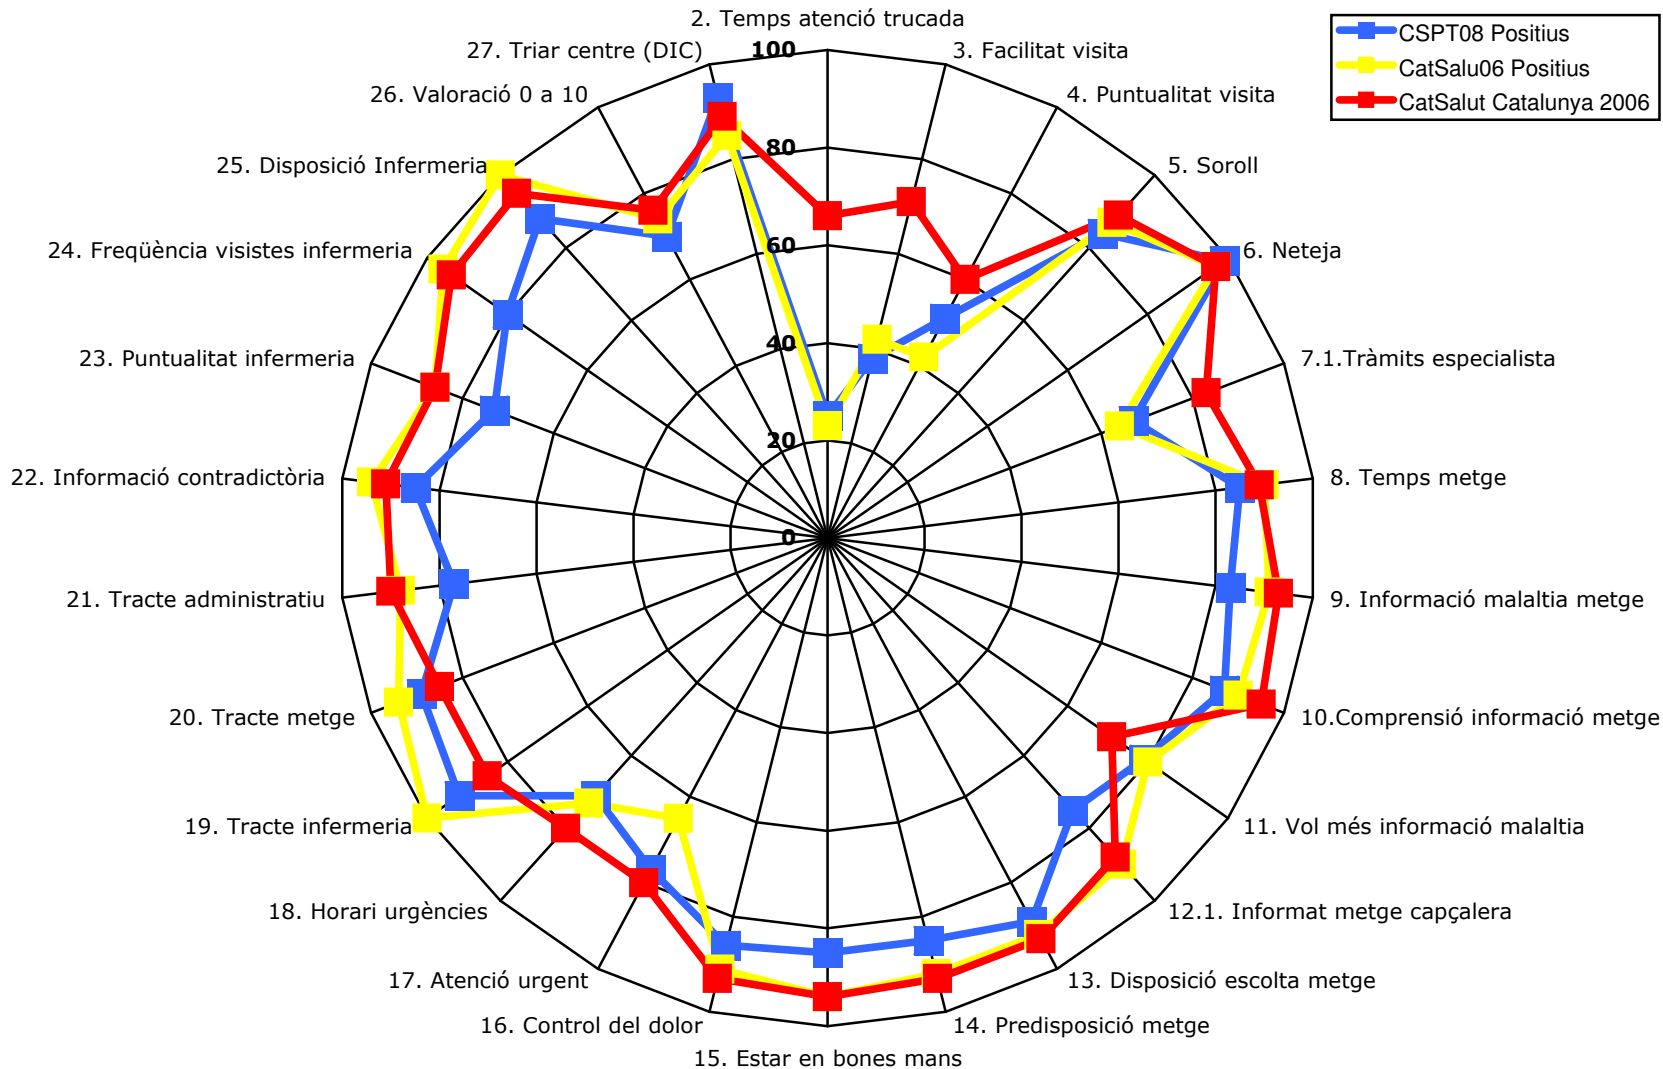 2. Temps atenció trucada
3. Facilitat visita
4. Puntualitat visita
5. Soroll
6. Neteja
7.1.Tràmits especialista
8. Temps metge
9. Informació malaltia metge
10.Comprensió informació metge
11. Vol més informació malaltia
12.1. Informat metge capçalera
13. Disposició escolta metge
14. Predisposició metge
15. Estar en bones mans
16. Control del dolor
17. Atenció urgent
18. Horari urgències
19. Tracte infermeria
20. Tracte metge
21. Tracte administratiu
22. Informació contradictòria
23. Puntualitat infermeria
24. Freqüència visistes infermeria
25. Disposició Infermeria
26. Valoració 0 a 10
27. Triar centre (DIC)
100
80
60
40
20
0
CSPT08 Positius
CatSalu06 Positius
CatSalut Catalunya 2006